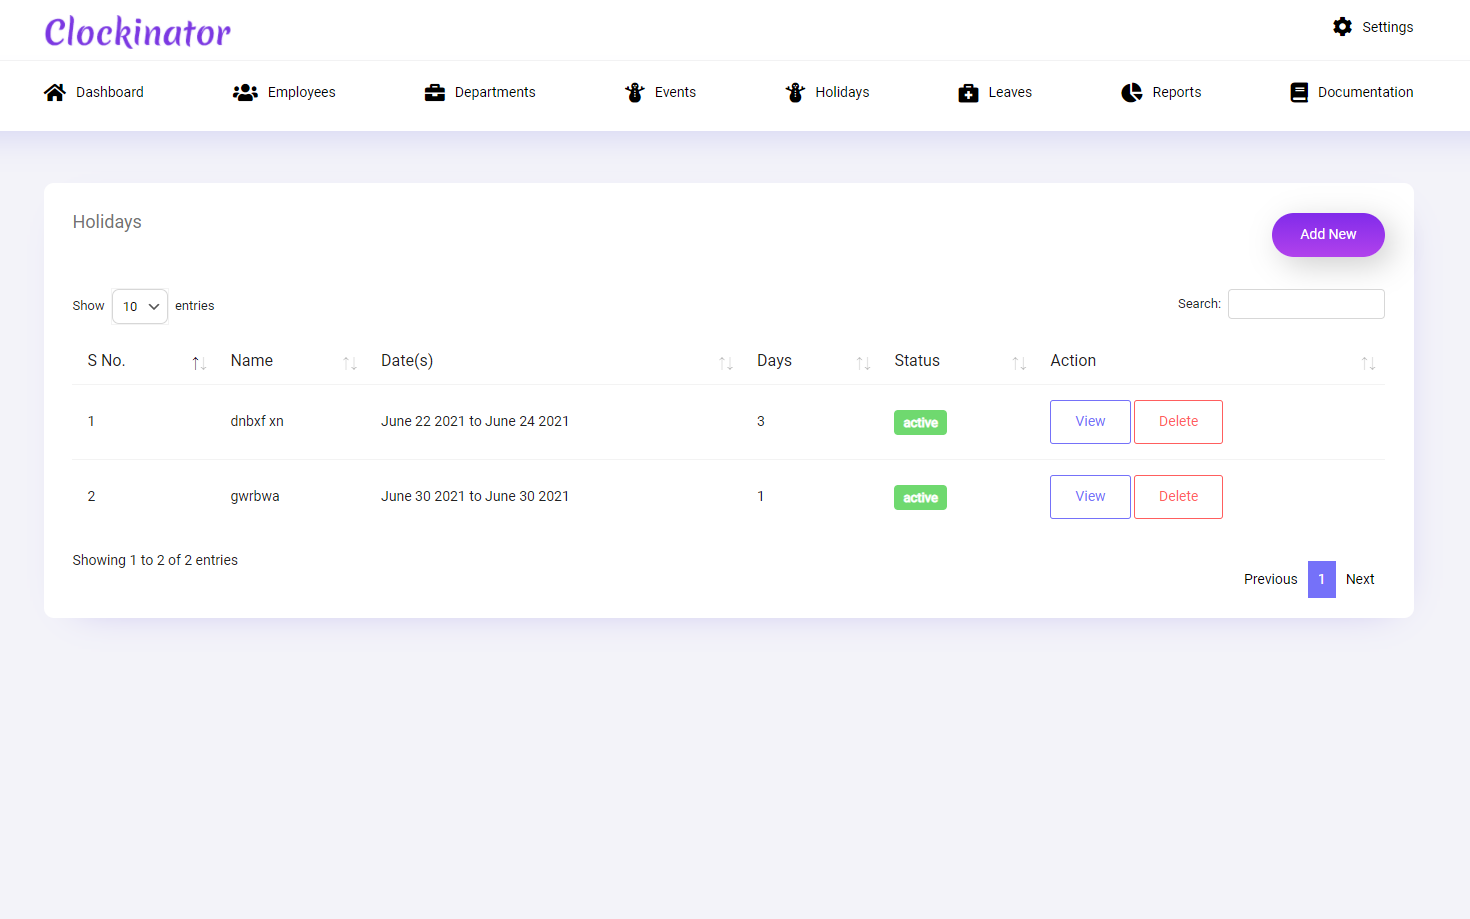 Clockinator
Settings
Dashboard Employees Departments Events Holidays Leaves Reports Documentation
Holidays
Add New
Show 10 entries Search:
S No. Name Date(s) Days Status Action
1 dnbxf xn June 22 2021 to June 24 2021 3 active View Delete
2 gwrbwa June 30 2021 to June 30 2021 1 active View Delete
Showing 1 to 2 of 2 entries
Previous 1 Next